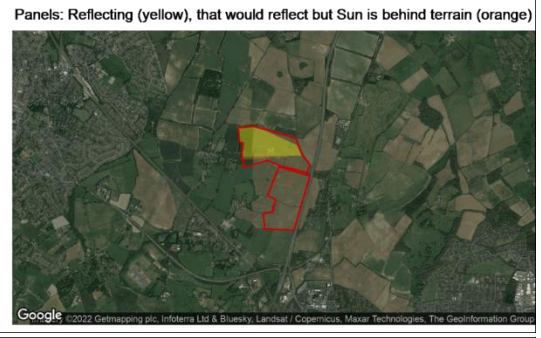 Panels: Reflecting (yellow), that would reflect but Sun is behind terrain (orange)
Google
©2022 Getmapping plc, Infoterra Ltd & Bluesky, Landsat / Copernicus, Maxar Technologies, The GeoInformation Group